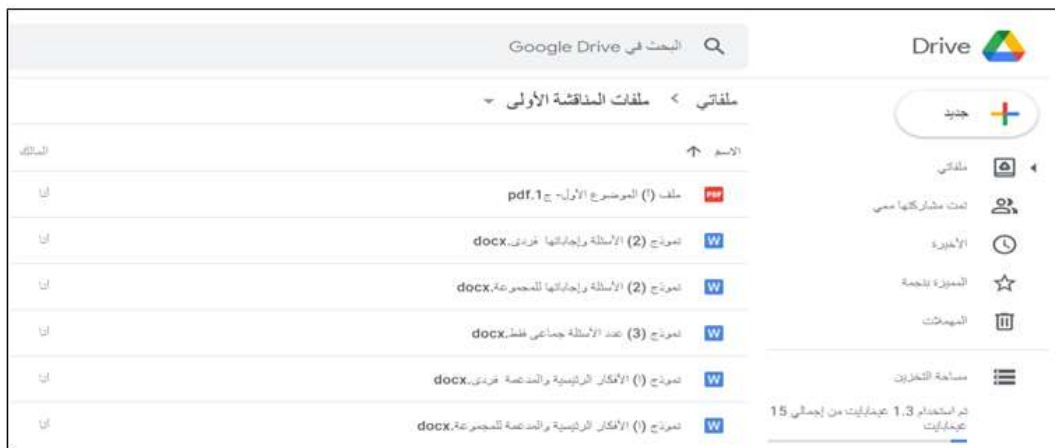 Drive
البحث في Google Drive
جديد
ملفاتي
تمت مشاركتها معي
الأخيرة
المميزة بنجمة
المهملات
مساحة التخزين
تم استخدام 1.3 غيغابايت من إجمالي 15
غيغابايت
ملفاتي > ملفات المناقشة الأولى
الاسم
المالك
ملف (أ) الموضوع الأول- ج1.pdf
أنا
نموذج (2) الأسئلة وإجاباتها فردى.docx
أنا
نموذج (2) الأسئلة وإجاباتها للمجموعة.docx
أنا
نموذج (3) عدد الأسئلة جماعى فقط.docx
أنا
نموذج (أ) الأفكار الرئيسية والمدعمة فردى.docx
أنا
نموذج (أ) الأفكار الرئيسية والمدعمة للمجموعة.docx
أنا